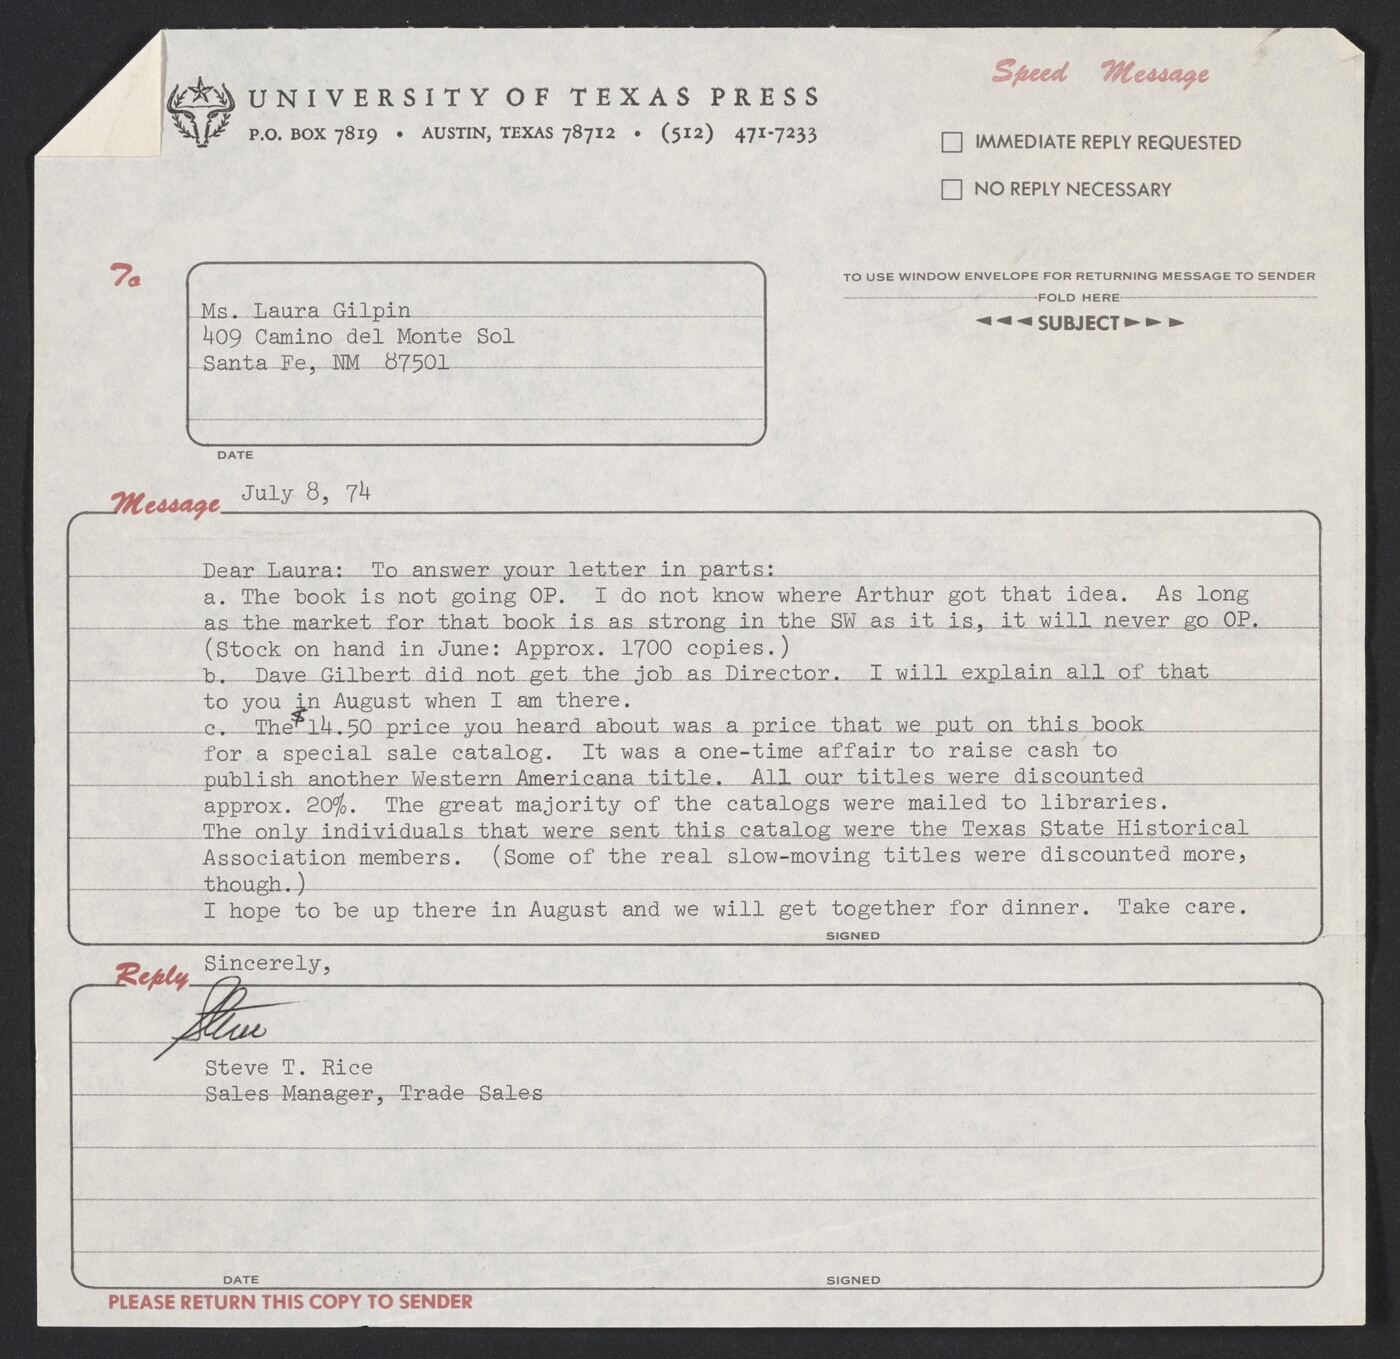 UNIVERSITY OF TEXAS PRESS
P.O. BOX 7819 • AUSTIN, TEXAS 78712 • (512) 471-7233
Speed Message
IMMEDIATE REPLY REQUESTED
NO REPLY NECESSARY
To
Ms. Laura Gilpin
409 Camino del Monte Sol
Santa Fe, NM 87501
TO USE WINDOW ENVELOPE FOR RETURNING MESSAGE TO SENDER
FOLD HERE
◄◄◄SUBJECT►►►
DATE
Message
July 8, 74
Dear Laura: To answer your letter in parts:
a. The book is not going OP. I do not know where Arthur got that idea. As long
as the market for that book is as strong in the SW as it is, it will never go OP.
(Stock on hand in June: Approx. 1700 copies.)
b. Dave Gilbert did not get the job as Director. I will explain all of that
to you in August when I am there.
c. The $14.50 price you heard about was a price that we put on this book
for a special sale catalog. It was a one-time affair to raise cash to
publish another Western Americana title. All our titles were discounted
approx. 20%. The great majority of the catalogs were mailed to libraries.
The only individuals that were sent this catalog were the Texas State Historical
Association members. (Some of the real slow-moving titles were discounted more,
though.)
I hope to be up there in August and we will get together for dinner. Take care.
SIGNED
Sincerely,
Reply
Steve
Steve T. Rice
Sales Manager, Trade Sales
DATE
SIGNED
PLEASE RETURN THIS COPY TO SENDER